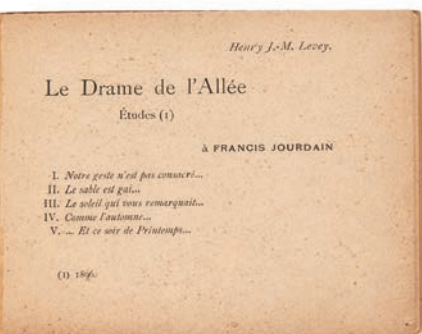 Henry J.-M. Levey.
Le Drame de l'Allée
Études (1)
à FRANCIS JOURDAIN
I. Notre geste n'est pas consacré...
II. Le sable est gai...
III. Le soleil qui vous remarquait...
IV. Comme l'automne...
V. ... Et ce soir de Printemps...
(1) 1896.